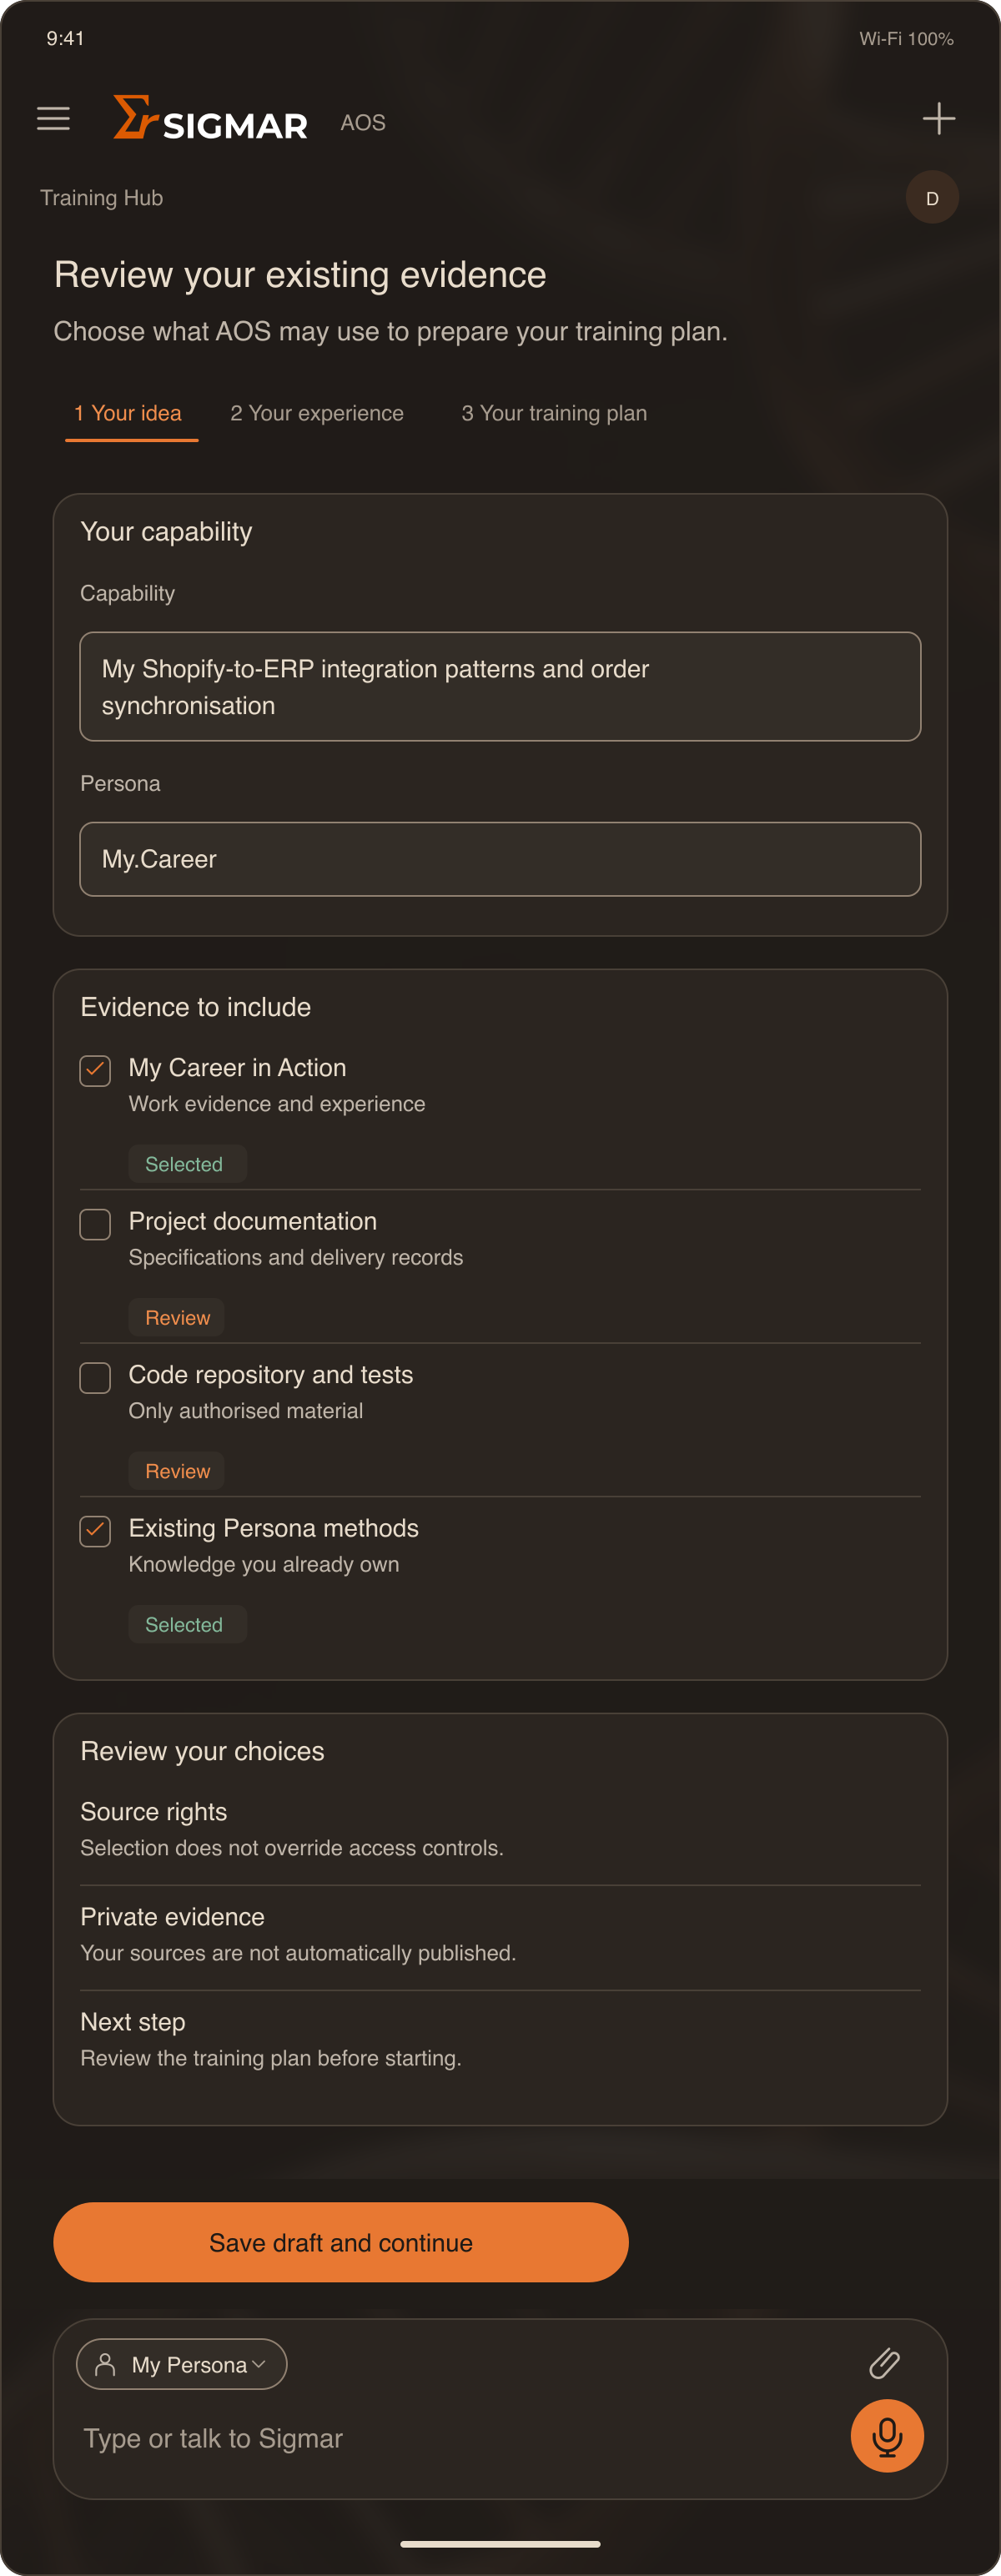 9:41
Wi-Fi 100%
Σr SIGMAR AOS
Training Hub
D
Review your existing evidence
Choose what AOS may use to prepare your training plan.
1 Your idea
2 Your experience
3 Your training plan
Your capability
Capability
My Shopify-to-ERP integration patterns and order
synchronisation
Persona
My.Career
Evidence to include
My Career in Action
Work evidence and experience
Selected
Project documentation
Specifications and delivery records
Review
Code repository and tests
Only authorised material
Review
Existing Persona methods
Knowledge you already own
Selected
Review your choices
Source rights
Selection does not override access controls.
Private evidence
Your sources are not automatically published.
Next step
Review the training plan before starting.
Save draft and continue
My Persona
Type or talk to Sigmar